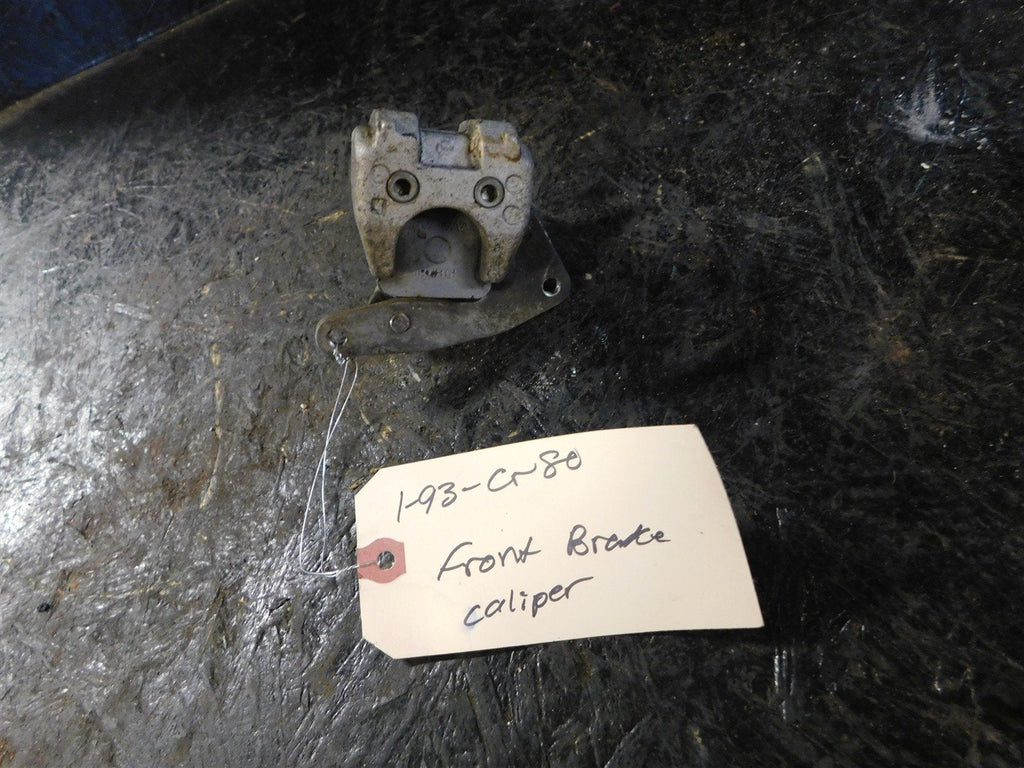 1-93-Cr80
Front Brake
caliper